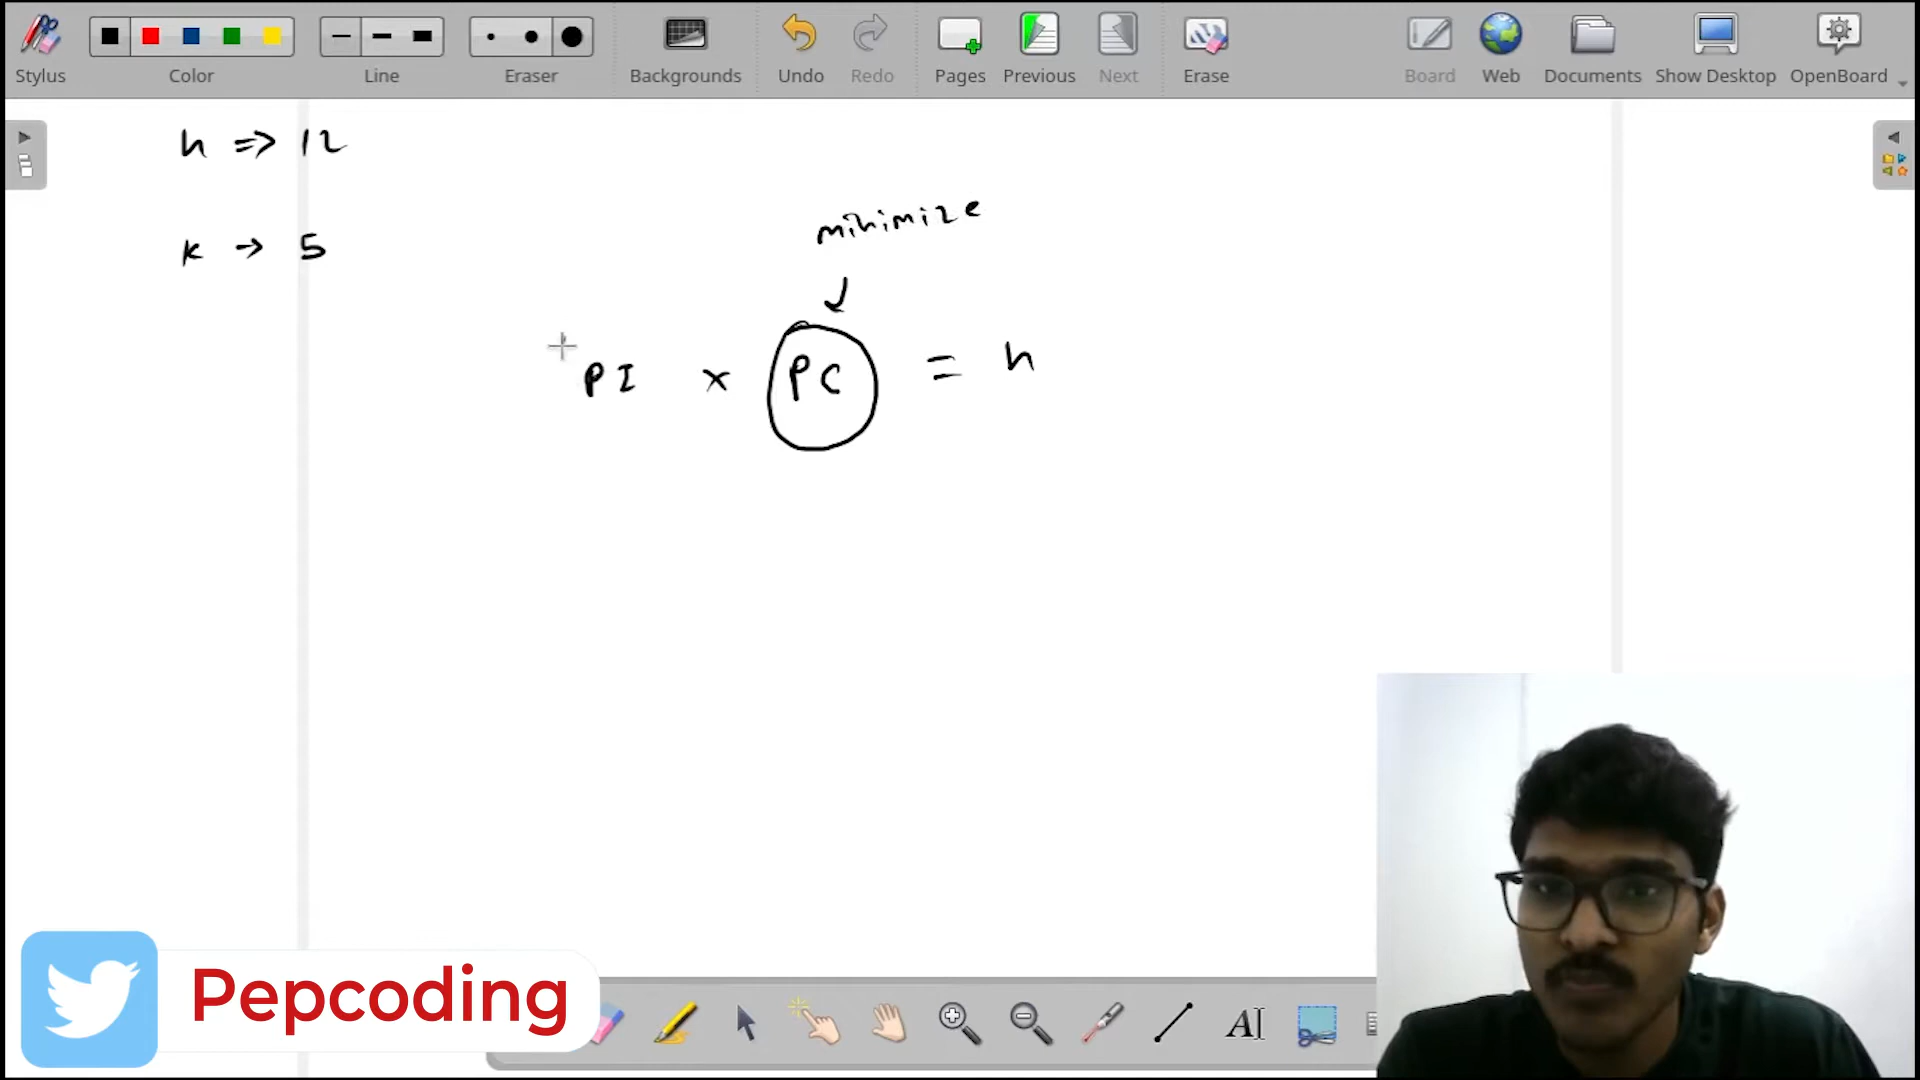 Stylus Color Line Eraser Backgrounds Undo Redo Pages Previous Next Erase Board Web Documents Show Desktop OpenBoard
n => 12
k -> 5
minimize
PI x PC = n
Pepcoding
AI